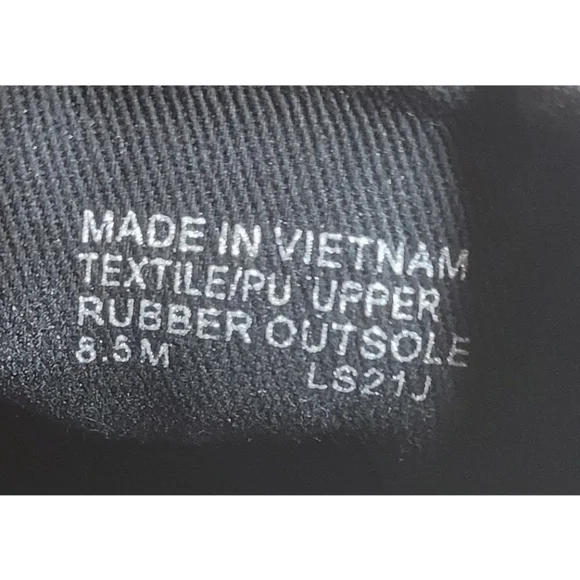 MADE IN VIETNAM
TEXTILE/PU UPPER
RUBBER OUTSOLE
8.5M LS21J